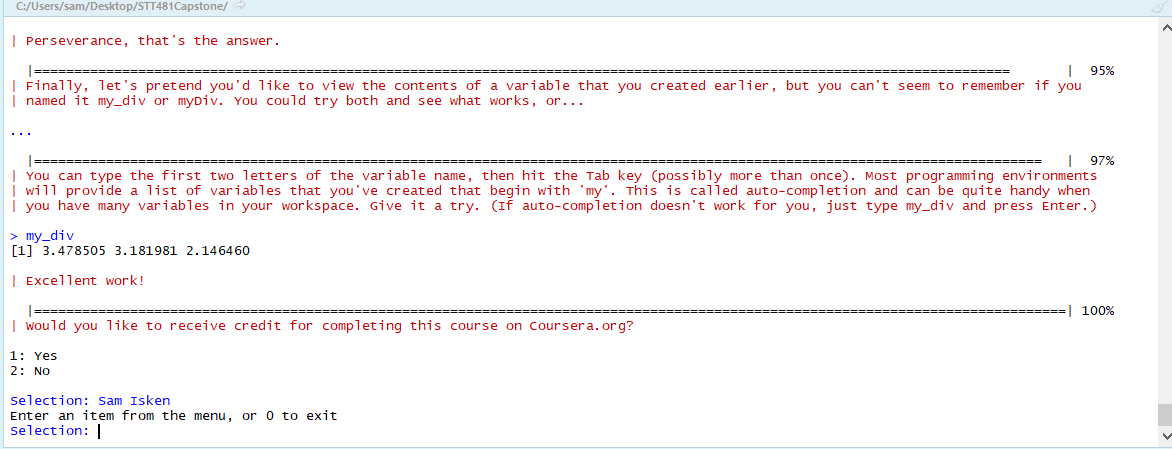 C:/Users/sam/Desktop/STT481Capstone/
| Perseverance, that's the answer.
|==========================================================================================================================      |  95%
| Finally, let's pretend you'd like to view the contents of a variable that you created earlier, but you can't seem to remember if you
| named it my_div or myDiv. You could try both and see what works, or...
...
|==============================================================================================================================   |  97%
| You can type the first two letters of the variable name, then hit the Tab key (possibly more than once). Most programming environments
| will provide a list of variables that you've created that begin with 'my'. This is called auto-completion and can be quite handy when
| you have many variables in your workspace. Give it a try. (If auto-completion doesn't work for you, just type my_div and press Enter.)
> my_div
[1] 3.478505 3.181981 2.146460
| Excellent work!
|=================================================================================================================================| 100%
| Would you like to receive credit for completing this course on Coursera.org?
1: Yes
2: No
Selection: Sam Isken
Enter an item from the menu, or 0 to exit
Selection: